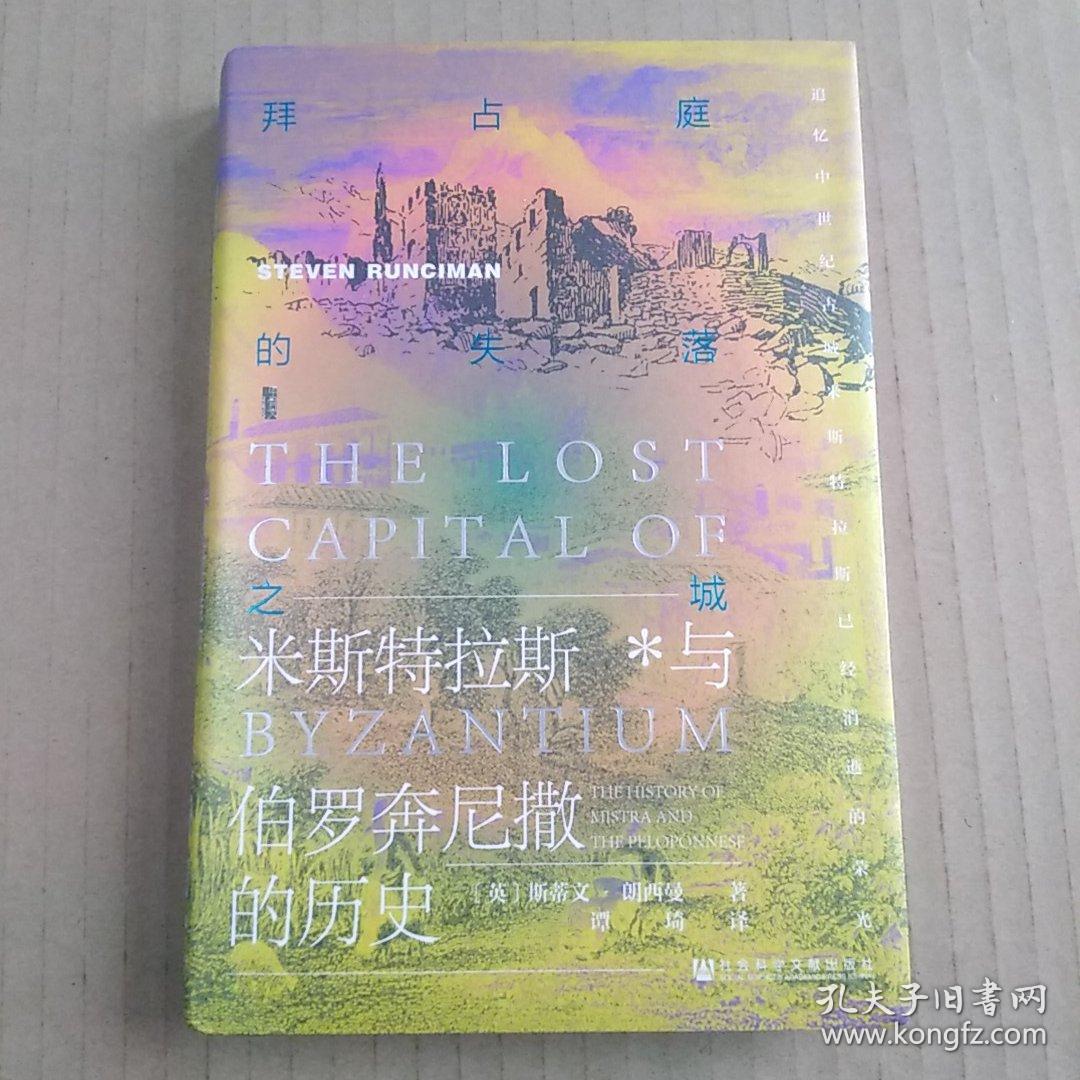 拜占庭
STEVEN RUNCIMAN
的失落
THE LOST
CAPITAL OF
之城
米斯特拉斯*与
BYZANTIUM
伯罗奔尼撒
THE HISTORY OF
MISTRA AND
THE PELOPONNESE
的历史
[英]斯蒂文·朗西曼 著
谭琦 译
追忆中世纪古城米斯特拉斯已经消逝的荣光
社会科学文献出版社
孔夫子旧書网
www.kongfz.com